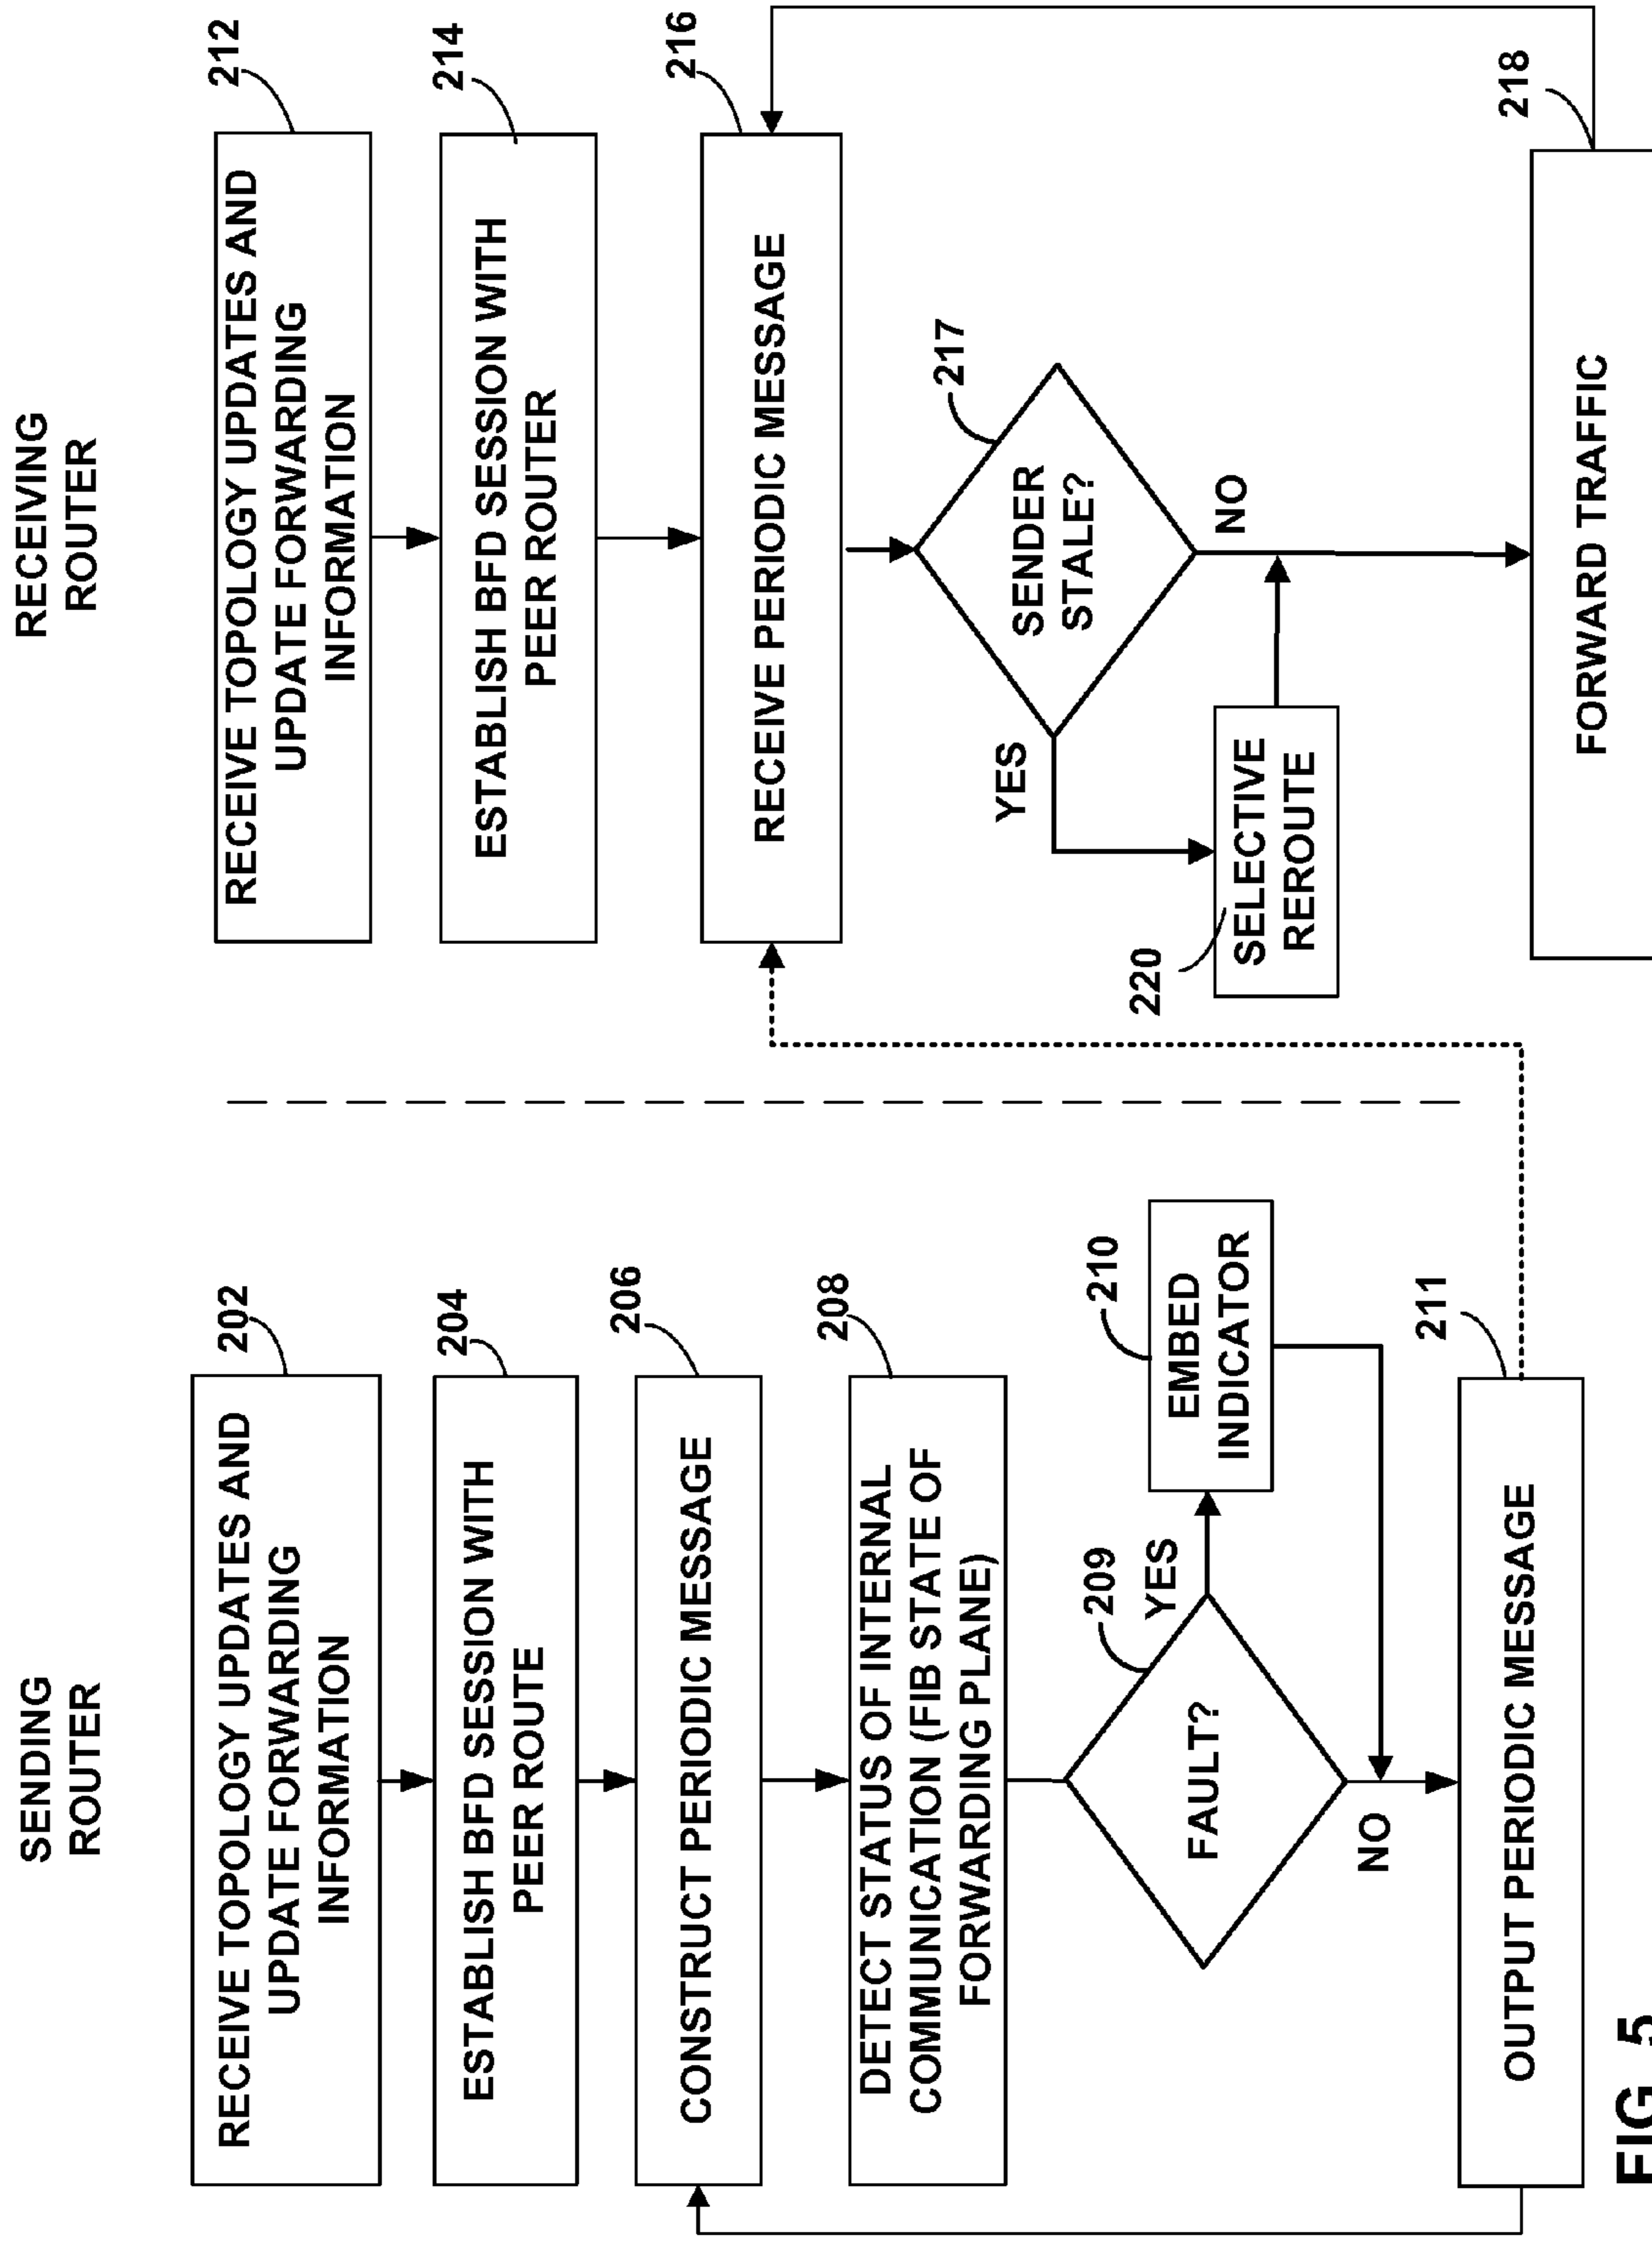 SENDING
ROUTER
202
RECEIVE TOPOLOGY UPDATES AND
UPDATE FORWARDING
INFORMATION
204
ESTABLISH BFD SESSION WITH
PEER ROUTE
206
CONSTRUCT PERIODIC MESSAGE
208
DETECT STATUS OF INTERNAL
COMMUNICATION (FIB STATE OF
FORWARDING PLANE)
209
FAULT?
YES
210
EMBED
INDICATOR
NO
211
OUTPUT PERIODIC MESSAGE
RECEIVING
ROUTER
212
RECEIVE TOPOLOGY UPDATES AND
UPDATE FORWARDING
INFORMATION
214
ESTABLISH BFD SESSION WITH
PEER ROUTER
216
RECEIVE PERIODIC MESSAGE
217
SENDER
STALE?
YES
NO
220
SELECTIVE
REROUTE
218
FORWARD TRAFFIC
FIG. 5